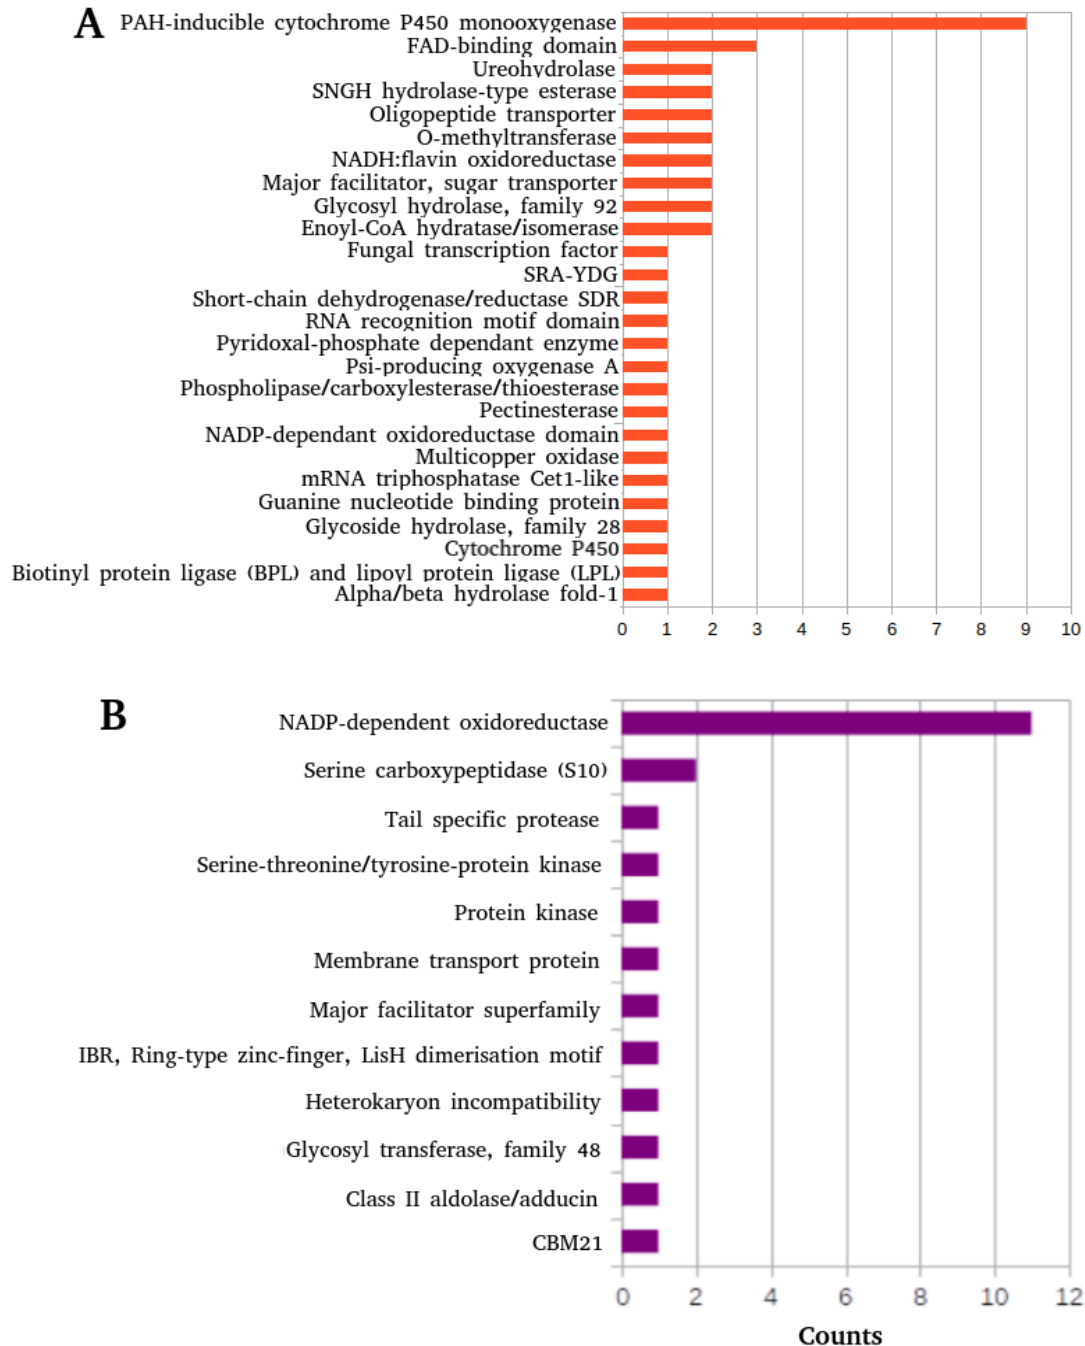 A
PAH-inducible cytochrome P450 monooxygenase
FAD-binding domain
Ureohydrolase
SNGH hydrolase-type esterase
Oligopeptide transporter
O-methyltransferase
NADH:flavin oxidoreductase
Major facilitator, sugar transporter
Glycosyl hydrolase, family 92
Enoyl-CoA hydratase/isomerase
Fungal transcription factor
SRA-YDG
Short-chain dehydrogenase/reductase SDR
RNA recognition motif domain
Pyridoxal-phosphate dependant enzyme
Psi-producing oxygenase A
Phospholipase/carboxylesterase/thioesterase
Pectinesterase
NADP-dependant oxidoreductase domain
Multicopper oxidase
mRNA triphosphatase Cet1-like
Guanine nucleotide binding protein
Glycoside hydrolase, family 28
Cytochrome P450
Biotinyl protein ligase (BPL) and lipoyl protein ligase (LPL)
Alpha/beta hydrolase fold-1
0 1 2 3 4 5 6 7 8 9 10
B
NADP-dependent oxidoreductase
Serine carboxypeptidase (S10)
Tail specific protease
Serine-threonine/tyrosine-protein kinase
Protein kinase
Membrane transport protein
Major facilitator superfamily
IBR, Ring-type zinc-finger, LisH dimerisation motif
Heterokaryon incompatibility
Glycosyl transferase, family 48
Class II aldolase/adducin
CBM21
0 2 4 6 8 10 12
Counts